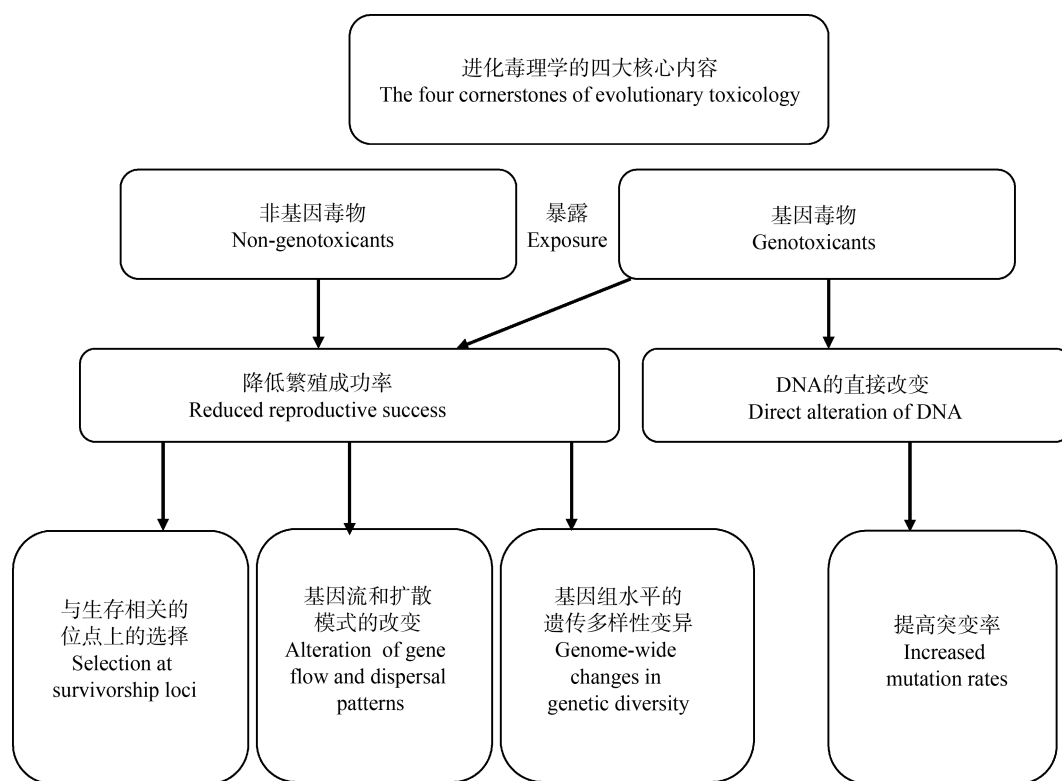 进化毒理学的四大核心内容
The four cornerstones of evolutionary toxicology
非基因毒物
Non-genotoxicants
暴露
Exposure
基因毒物
Genotoxicants
降低繁殖成功率
Reduced reproductive success
DNA的直接改变
Direct alteration of DNA
与生存相关的
位点上的选择
Selection at
survivorship loci
基因流和扩散
模式的改变
Alteration of gene
flow and dispersal
patterns
基因组水平的
遗传多样性变异
Genome-wide
changes in
genetic diversity
提高突变率
Increased
mutation rates